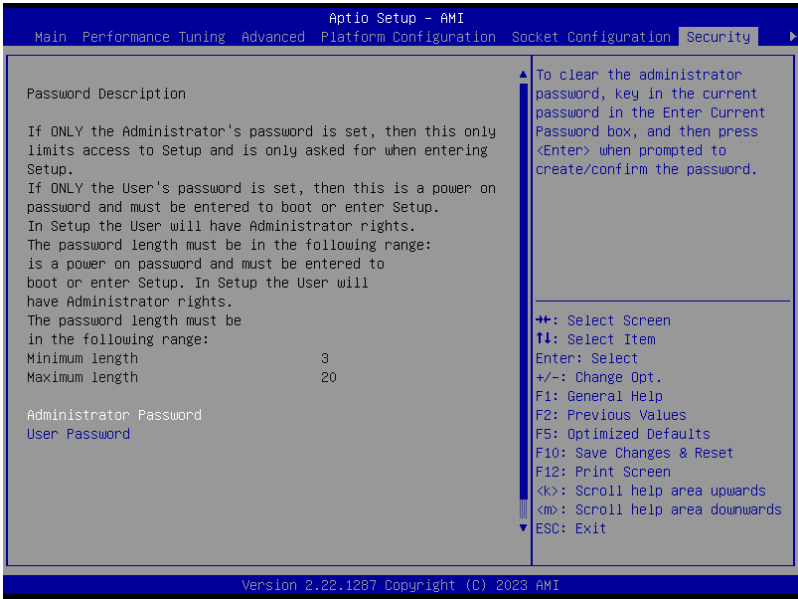 Aptio Setup – AMI
Main Performance Tuning Advanced Platform Configuration Socket Configuration Security
Password Description
If ONLY the Administrator's password is set, then this only
limits access to Setup and is only asked for when entering
Setup.
If ONLY the User's password is set, then this is a power on
password and must be entered to boot or enter Setup.
In Setup the User will have Administrator rights.
The password length must be in the following range:
is a power on password and must be entered to
boot or enter Setup. In Setup the User will
have Administrator rights.
The password length must be
in the following range:
Minimum length 3
Maximum length 20
Administrator Password
User Password
To clear the administrator
password, key in the current
password in the Enter Current
Password box, and then press
<Enter> when prompted to
create/confirm the password.
→←: Select Screen
↑↓: Select Item
Enter: Select
+/-: Change Opt.
F1: General Help
F2: Previous Values
F5: Optimized Defaults
F10: Save Changes & Reset
F12: Print Screen
<k>: Scroll help area upwards
<m>: Scroll help area downwards
ESC: Exit
Version 2.22.1287 Copyright (C) 2023 AMI